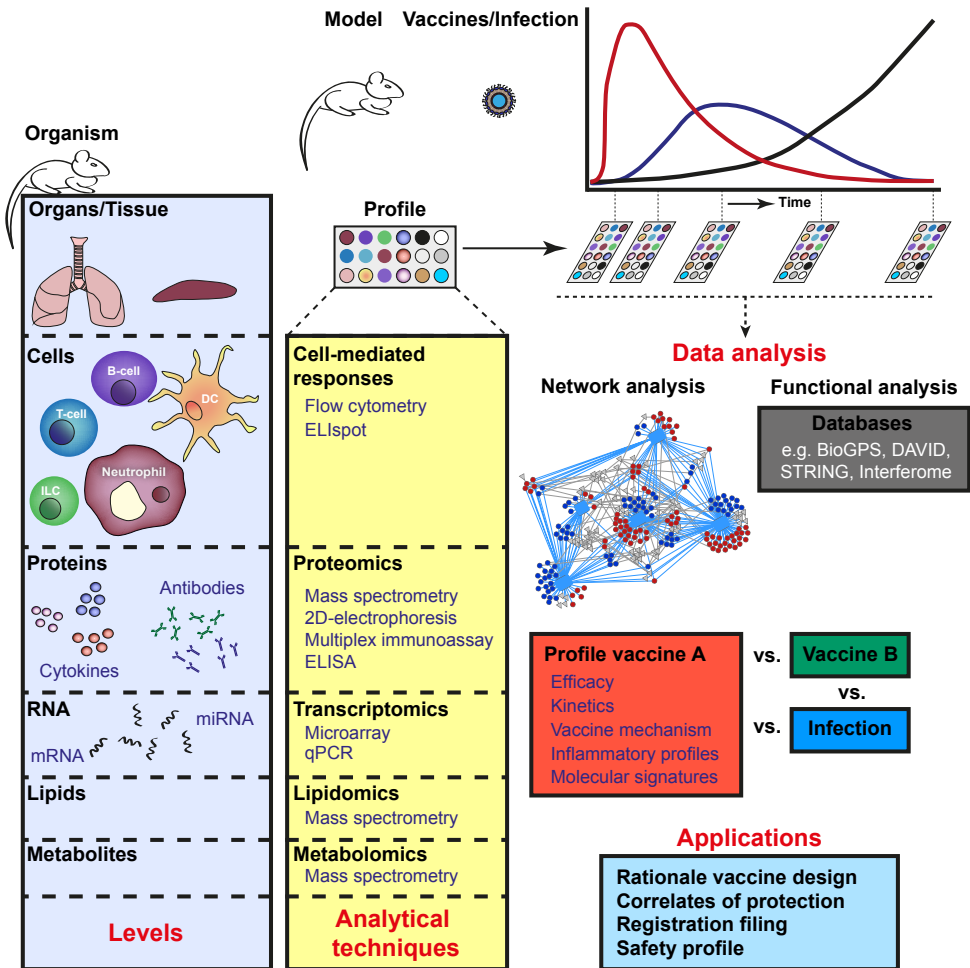 Model
Vaccines/Infection
Time
Organism
Organs/Tissue
Cells
B-cell
DC
T-cell
Neutrophil
ILC
Proteins
Antibodies
Cytokines
RNA
miRNA
mRNA
Lipids
Metabolites
Levels
Profile
Cell-mediated
responses
Flow cytometry
ELIspot
Proteomics
Mass spectrometry
2D-electrophoresis
Multiplex immunoassay
ELISA
Transcriptomics
Microarray
qPCR
Lipidomics
Mass spectrometry
Metabolomics
Mass spectrometry
Analytical
techniques
Data analysis
Network analysis
Functional analysis
Databases
e.g. BioGPS, DAVID,
STRING, Interferome
Profile vaccine A
Efficacy
Kinetics
Vaccine mechanism
Inflammatory profiles
Molecular signatures
vs.
Vaccine B
vs.
vs.
Infection
Applications
Rationale vaccine design
Correlates of protection
Registration filing
Safety profile